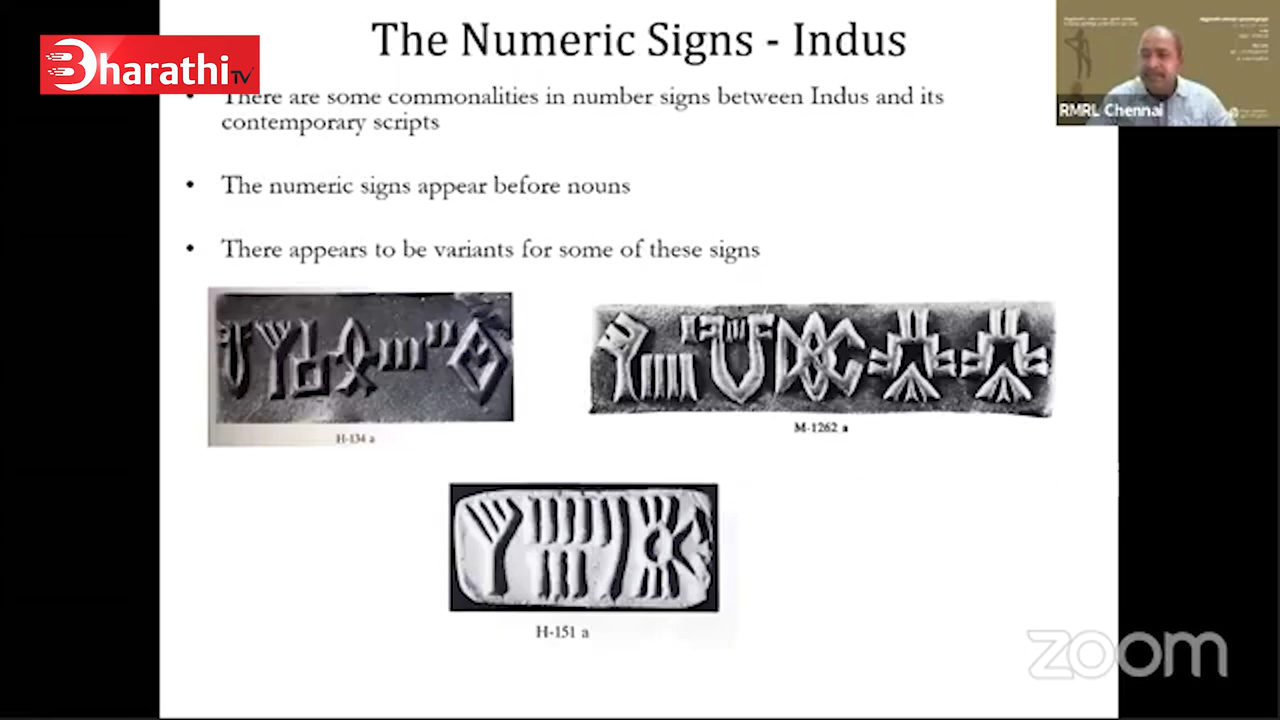 The Numeric Signs - Indus
Bharathi TV
There are some commonalities in number signs between Indus and its
contemporary scripts
RMRL Chennai
• The numeric signs appear before nouns
• There appears to be variants for some of these signs
H-134 a
M-1262 a
H-151 a
zoom